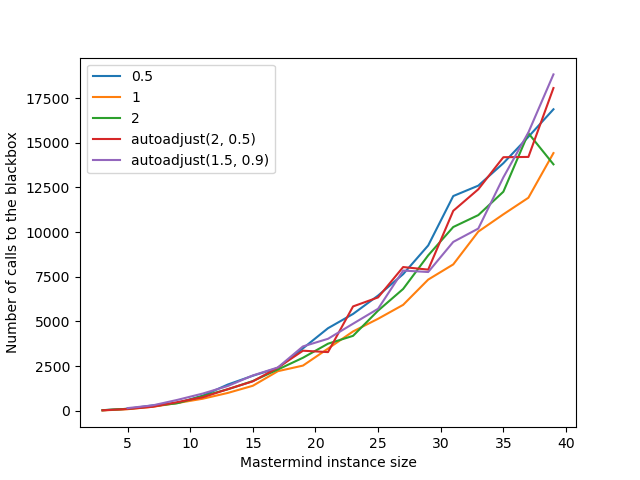 0.5
1
2
autoadjust(2, 0.5)
autoadjust(1.5, 0.9)
Number of calls to the blackbox
17500
15000
12500
10000
7500
5000
2500
0
5 10 15 20 25 30 35 40
Mastermind instance size